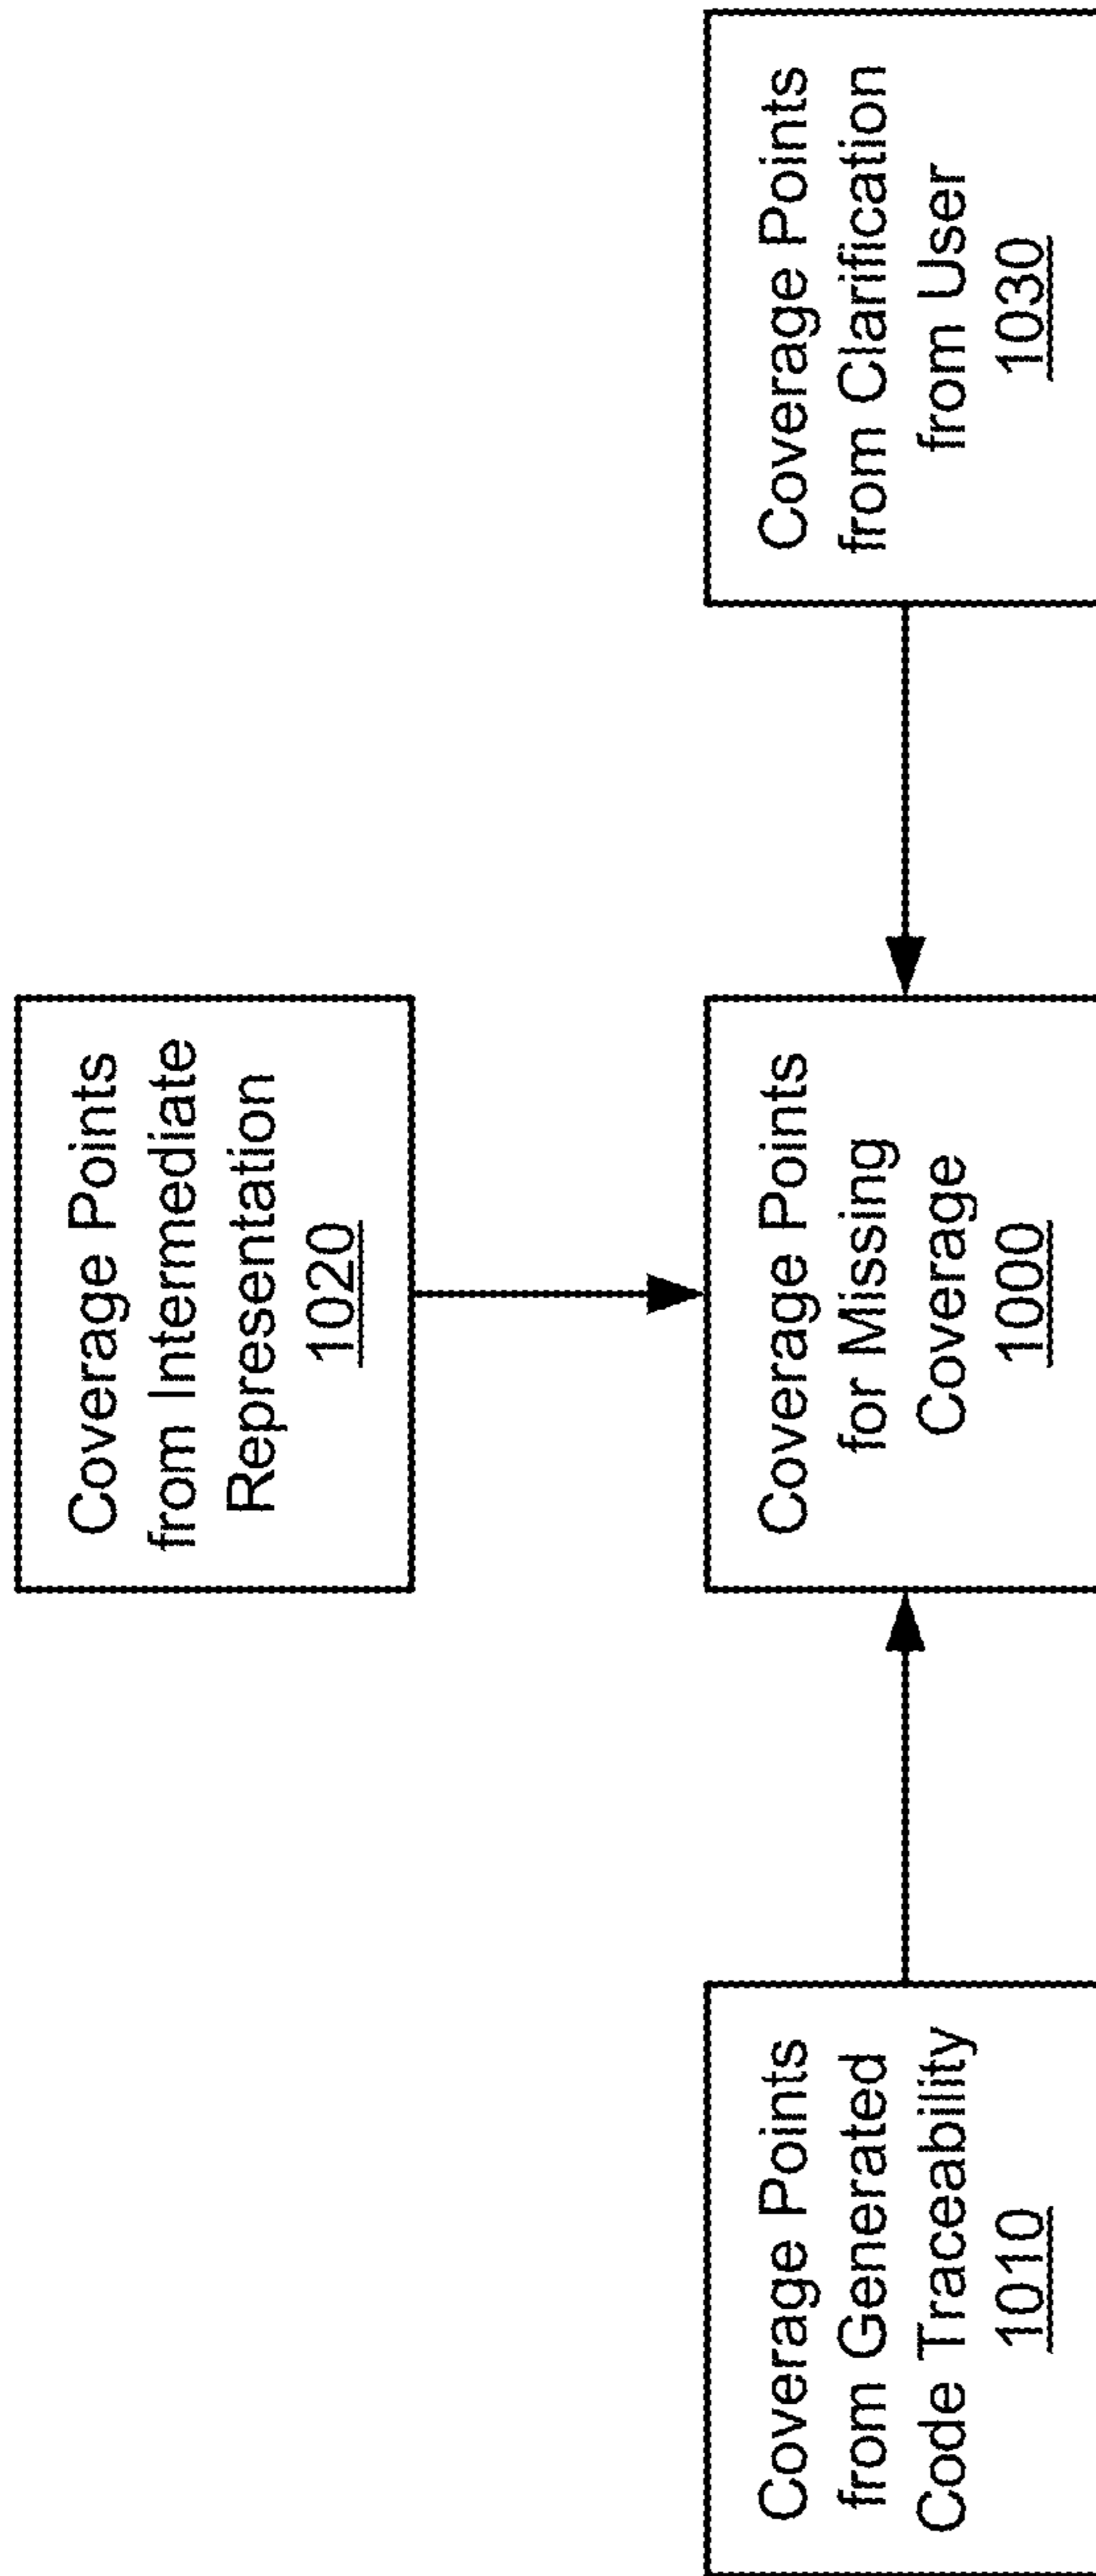 Coverage Points
from Intermediate
Representation
1020
Coverage Points
from Generated
Code Traceability
1010
Coverage Points
for Missing
Coverage
1000
Coverage Points
from Clarification
from User
1030